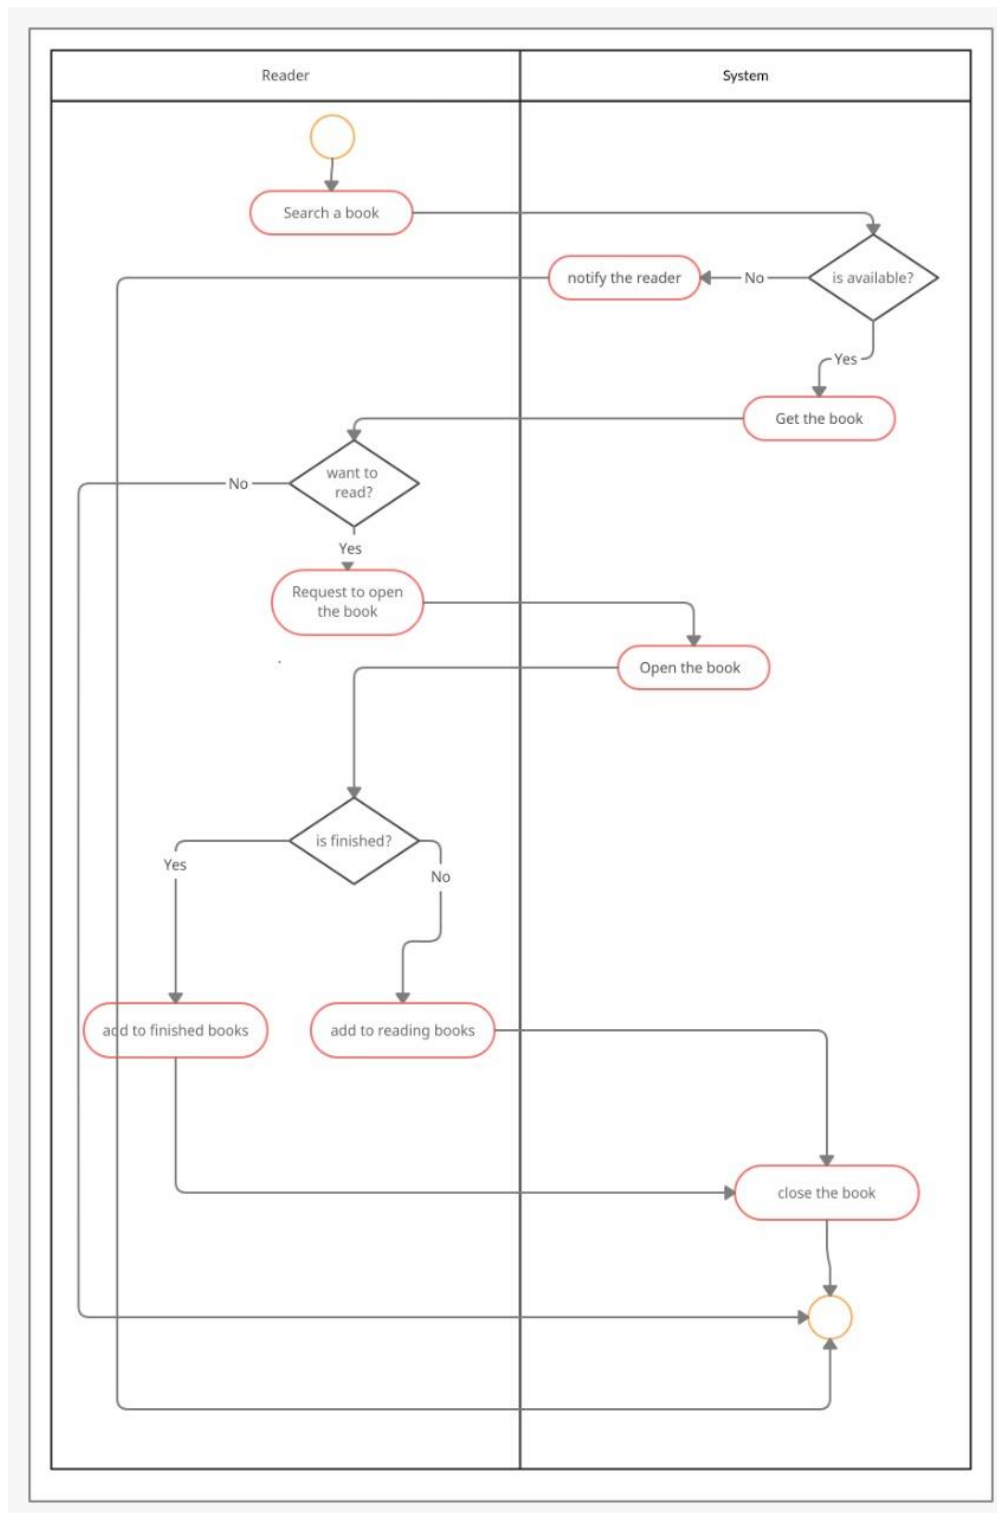 Reader
System
Search a book
notify the reader
No
is available?
Yes
Get the book
want to
read?
No
Yes
Request to open
the book
Open the book
is finished?
Yes
No
add to finished books
add to reading books
close the book